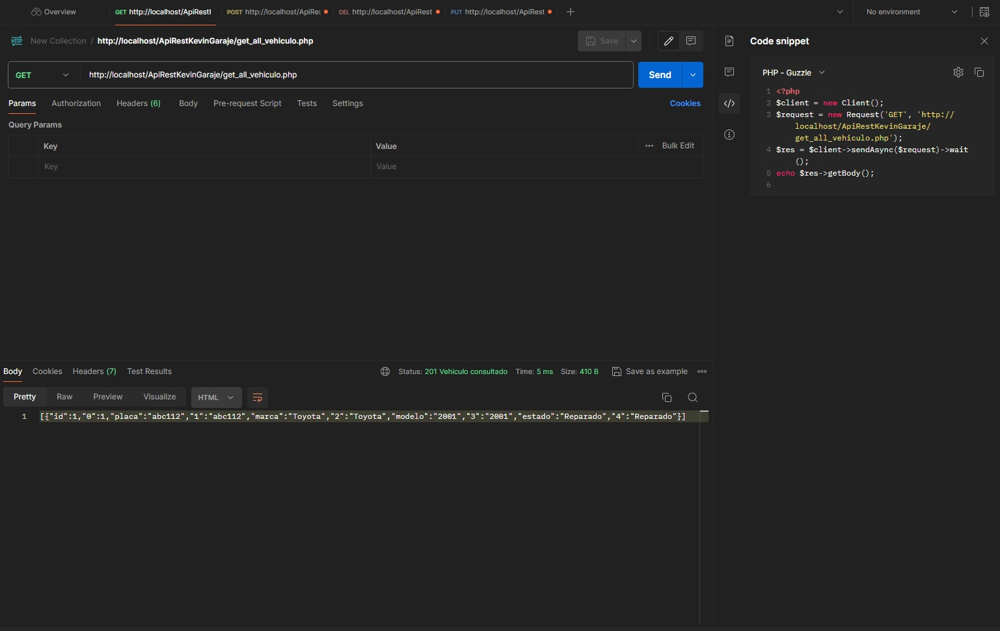 Overview
GET http://localhost/ApiRestI
POST http://localhost/ApiRes
DEL http://localhost/ApiRest
PUT http://localhost/ApiRest
No environment
HTTP New Collection / http://localhost/ApiRestKevinGaraje/get_all_vehiculo.php
Save
GET http://localhost/ApiRestKevinGaraje/get_all_vehiculo.php
Send
Params Authorization Headers (6) Body Pre-request Script Tests Settings Cookies
Query Params
Key Value ••• Bulk Edit
Key Value
Code snippet
PHP - Guzzle
1 <?php
2 $client = new Client();
3 $request = new Request('GET', 'http://
localhost/ApiRestKevinGaraje/
get_all_vehiculo.php');
4 $res = $client->sendAsync($request)->wait
();
5 echo $res->getBody();
6
Body Cookies Headers (7) Test Results Status: 201 Vehiculo consultado Time: 5 ms Size: 410 B Save as example
Pretty Raw Preview Visualize HTML
1 [{"id":1,"0":1,"placa":"abc112","1":"abc112","marca":"Toyota","2":"Toyota","modelo":"2001","3":"2001","estado":"Reparado","4":"Reparado"}]